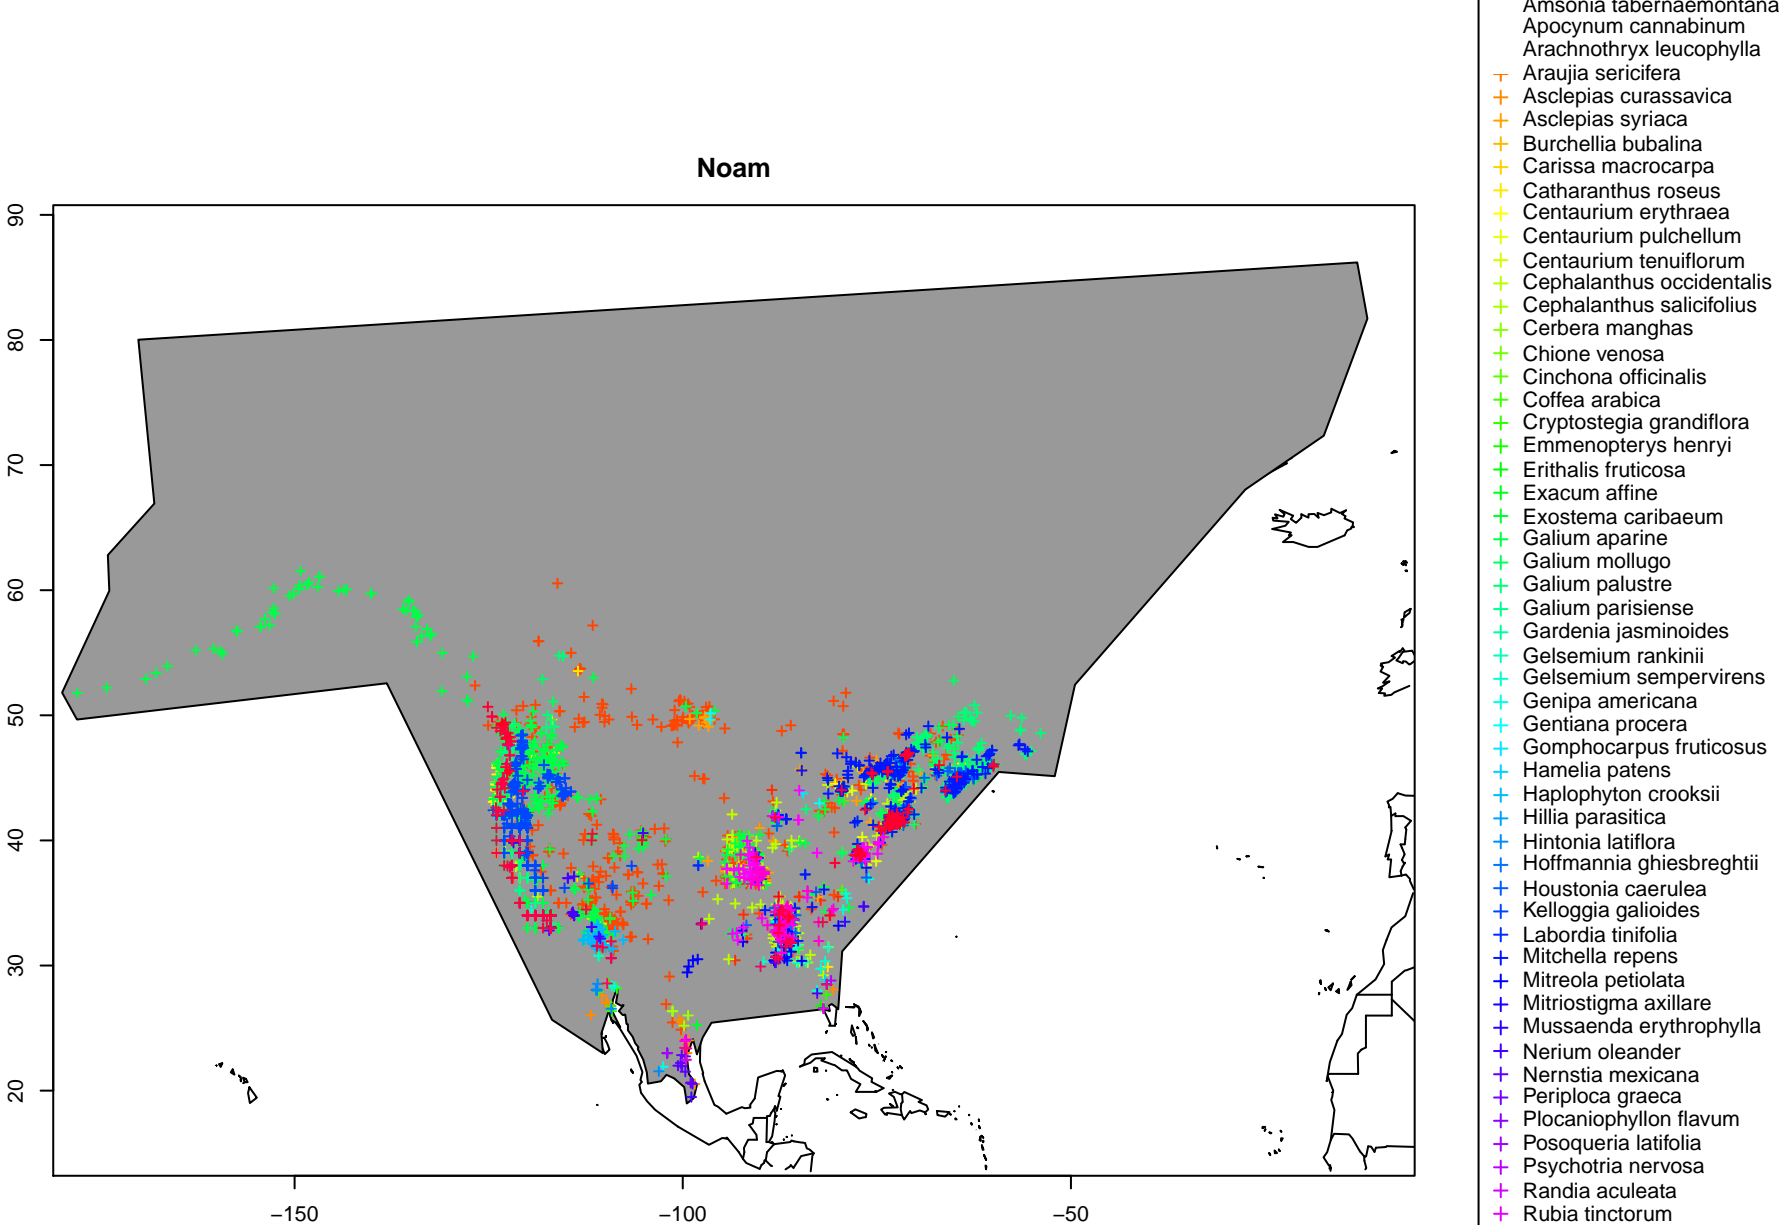 Noam
90
80
70
60
50
40
30
20
−150
−100
−50
Amsonia tabernaemontana
Apocynum cannabinum
Arachnothryx leucophylla
Araujia sericifera
Asclepias curassavica
Asclepias syriaca
Burchellia bubalina
Carissa macrocarpa
Catharanthus roseus
Centaurium erythraea
Centaurium pulchellum
Centaurium tenuiflorum
Cephalanthus occidentalis
Cephalanthus salicifolius
Cerbera manghas
Chione venosa
Cinchona officinalis
Coffea arabica
Cryptostegia grandiflora
Emmenopterys henryi
Erithalis fruticosa
Exacum affine
Exostema caribaeum
Galium aparine
Galium mollugo
Galium palustre
Galium parisiense
Gardenia jasminoides
Gelsemium rankinii
Gelsemium sempervirens
Genipa americana
Gentiana procera
Gomphocarpus fruticosus
Hamelia patens
Haplophyton crooksii
Hillia parasitica
Hintonia latiflora
Hoffmannia ghiesbreghtii
Houstonia caerulea
Kelloggia galioides
Labordia tinifolia
Mitchella repens
Mitreola petiolata
Mitriostigma axillare
Mussaenda erythrophylla
Nerium oleander
Nernstia mexicana
Periploca graeca
Plocaniophyllon flavum
Posoqueria latifolia
Psychotria nervosa
Randia aculeata
Rubia tinctorum